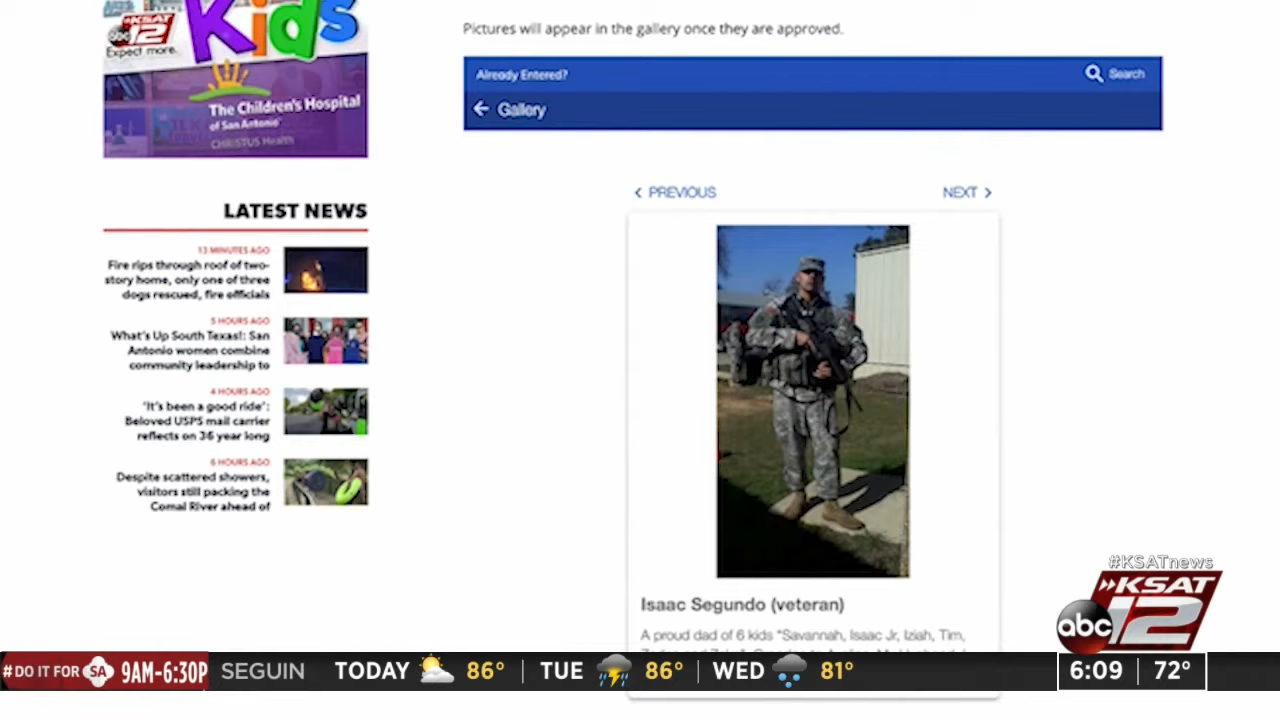 KSAT
abc 12
Kids
Expect more.
The Children's Hospital
of San Antonio
CHRISTUS Health
LATEST NEWS
13 MINUTES AGO
Fire rips through roof of two-
story home, only one of three
dogs rescued, fire officials
5 HOURS AGO
What's Up South Texas!: San
Antonio women combine
community leadership to
4 HOURS AGO
'It's been a good ride':
Beloved USPS mail carrier
reflects on 36 year long
6 HOURS AGO
Despite scattered showers,
visitors still packing the
Comal River ahead of
Pictures will appear in the gallery once they are approved.
Already Entered?
Search
Gallery
PREVIOUS
NEXT
Isaac Segundo (veteran)
A proud dad of 6 kids "Savannah, Isaac Jr, Iziah, Tim,
#KSATnews
KSAT
abc 12
#DO IT FOR SA 9AM-6:30P SEGUIN TODAY 86° TUE 86° WED 81° 6:09 72°